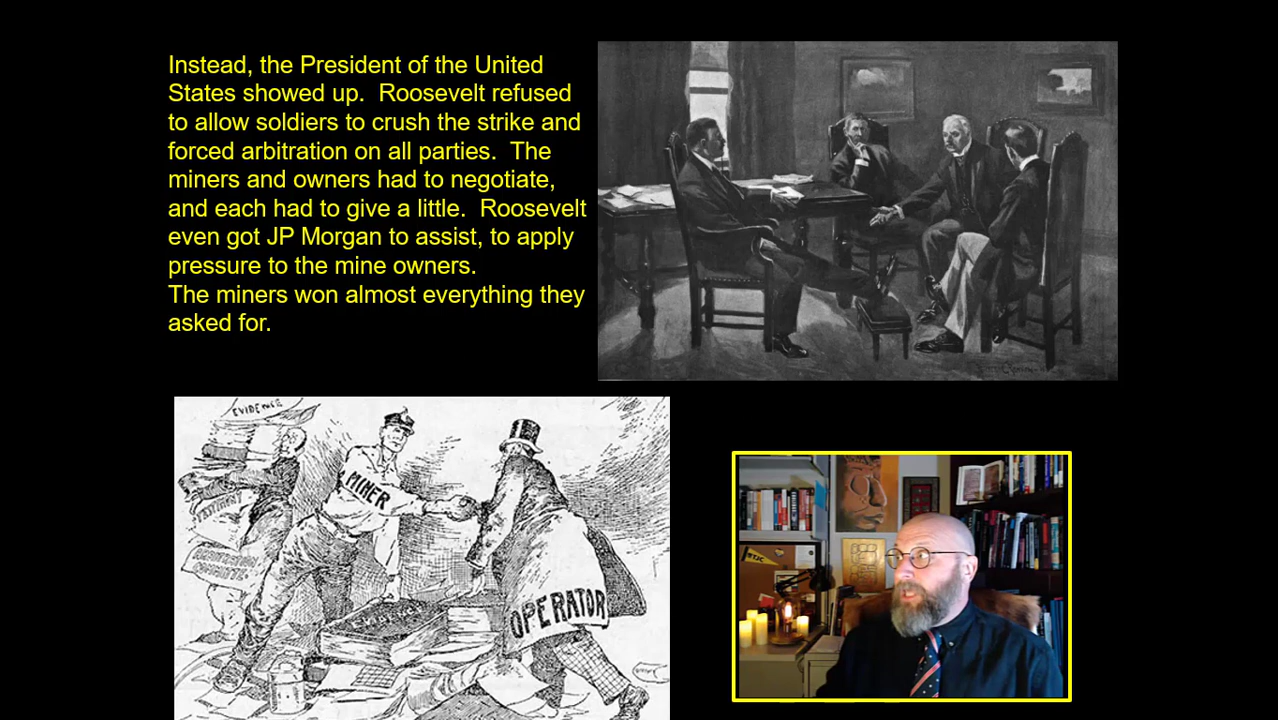 Instead, the President of the United
States showed up.  Roosevelt refused
to allow soldiers to crush the strike and
forced arbitration on all parties.  The
miners and owners had to negotiate,
and each had to give a little.  Roosevelt
even got JP Morgan to assist, to apply
pressure to the mine owners.
The miners won almost everything they
asked for.
EVIDENCE
MINER
OPERATOR